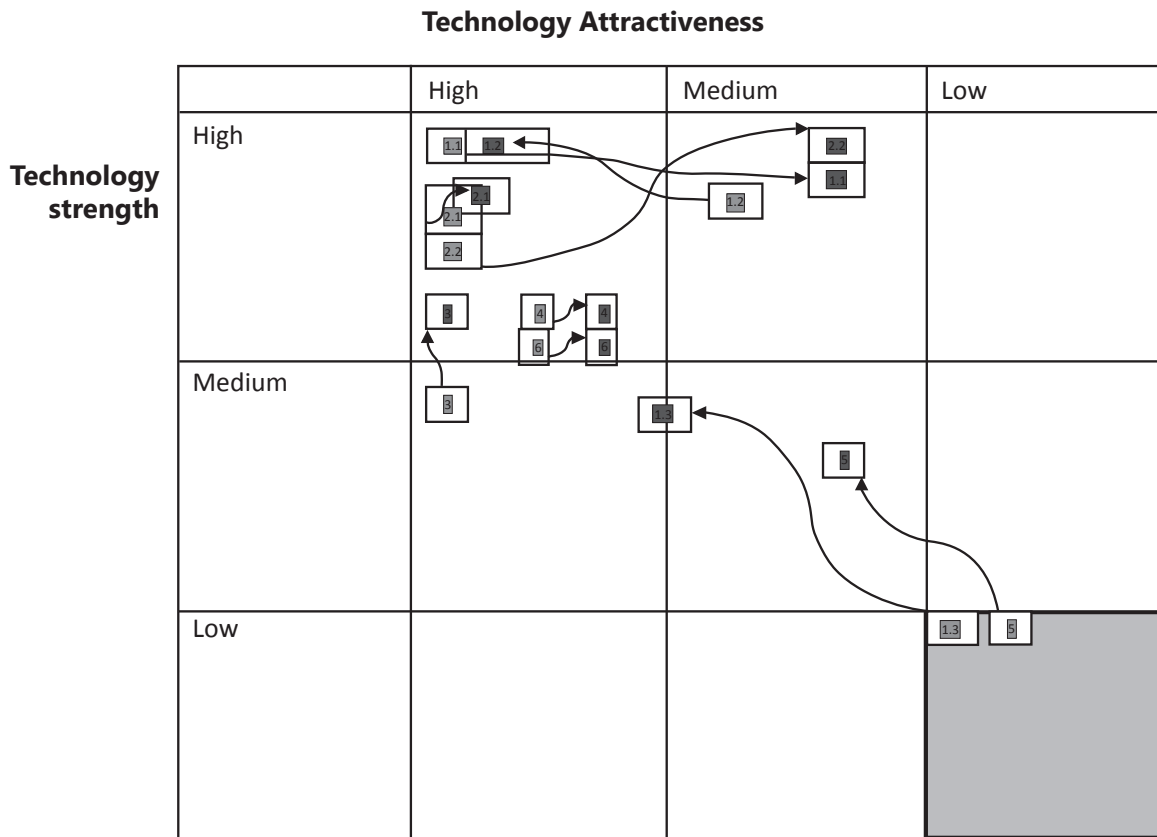 Technology Attractiveness
High
Medium
Low
High
Technology
strength
1.1
1.2
2.2
1.1
2.1
1.2
2.1
2.2
3
4
4
6
6
Medium
3
1.3
5
Low
1.3
5